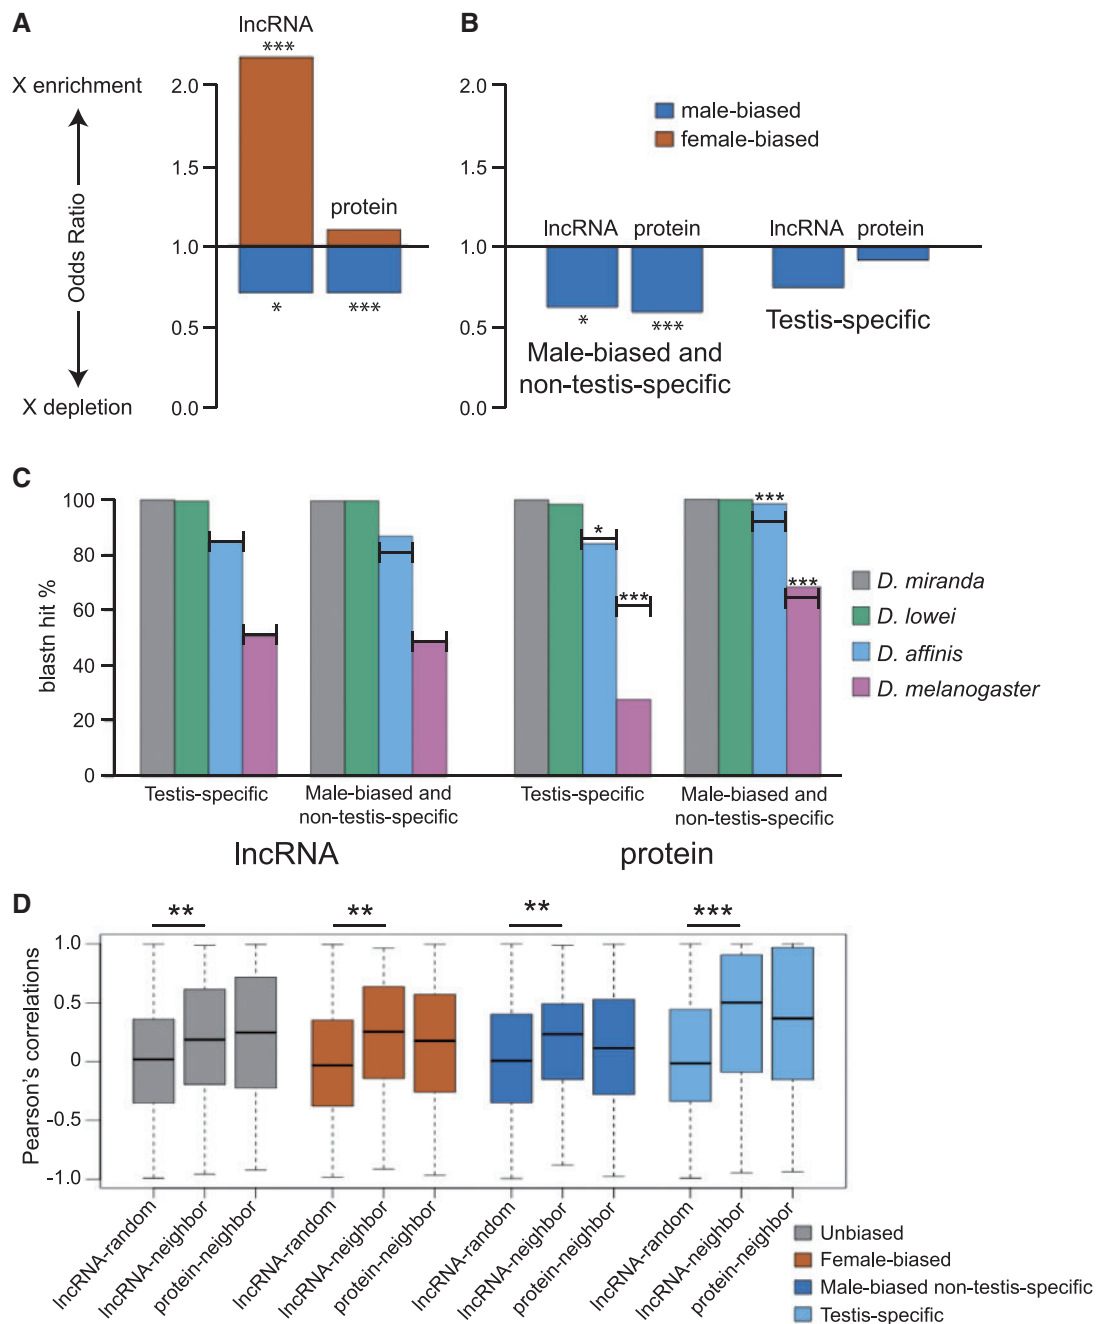 A
lncRNA
***
X enrichment
Odds Ratio
X depletion
2.0
1.5
1.0
0.5
0.0
protein
*
***
B
2.0
1.5
1.0
0.5
0.0
male-biased
female-biased
lncRNA
protein
*
***
Male-biased and
non-testis-specific
lncRNA
protein
Testis-specific
C
blastn hit %
100
80
60
40
20
0
*
***
***
***
Testis-specific
Male-biased and
non-testis-specific
Testis-specific
Male-biased and
non-testis-specific
lncRNA
protein
D. miranda
D. lowei
D. affinis
D. melanogaster
D
**
**
**
***
Pearson's correlations
1.0
0.5
0
-0.5
-1.0
lncRNA-random
lncRNA-neighbor
protein-neighbor
lncRNA-random
lncRNA-neighbor
protein-neighbor
lncRNA-random
lncRNA-neighbor
protein-neighbor
lncRNA-random
lncRNA-neighbor
protein-neighbor
Unbiased
Female-biased
Male-biased non-testis-specific
Testis-specific